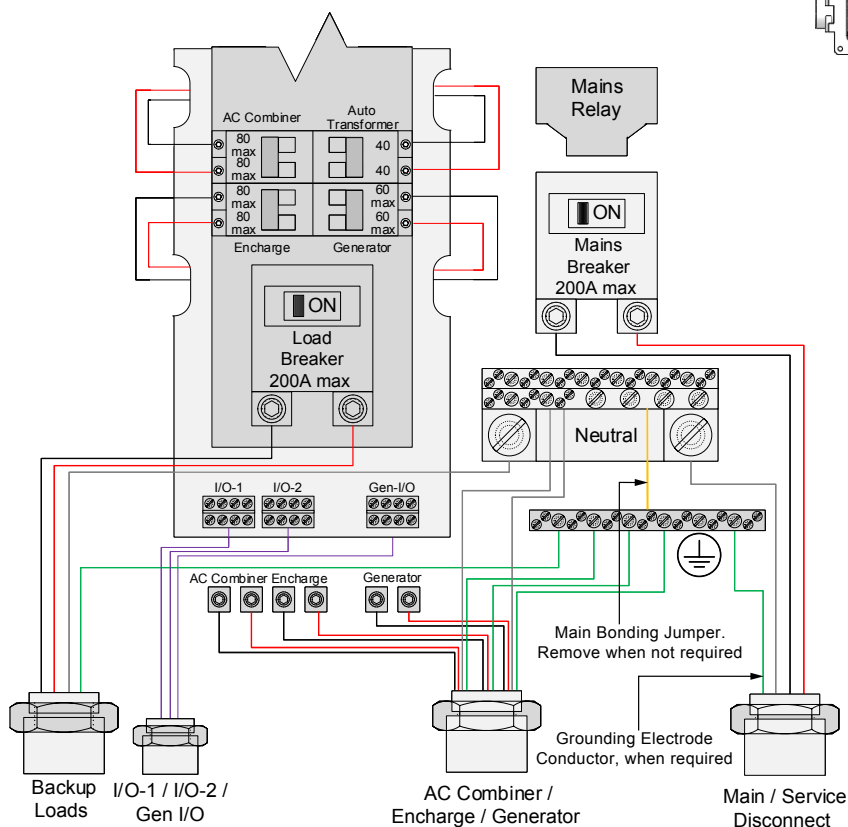 AC Combiner
Auto
Transformer
80
max
80
max
40
40
80
max
80
max
60
max
60
max
Encharge
Generator
ON
Load
Breaker
200A max
Mains
Relay
ON
Mains
Breaker
200A max
Neutral
I/O-1
I/O-2
Gen-I/O
AC Combiner
Encharge
Generator
Main Bonding Jumper.
Remove when not required
Grounding Electrode
Conductor, when required
Backup
Loads
I/O-1 / I/O-2 /
Gen I/O
AC Combiner /
Encharge / Generator
Main / Service
Disconnect